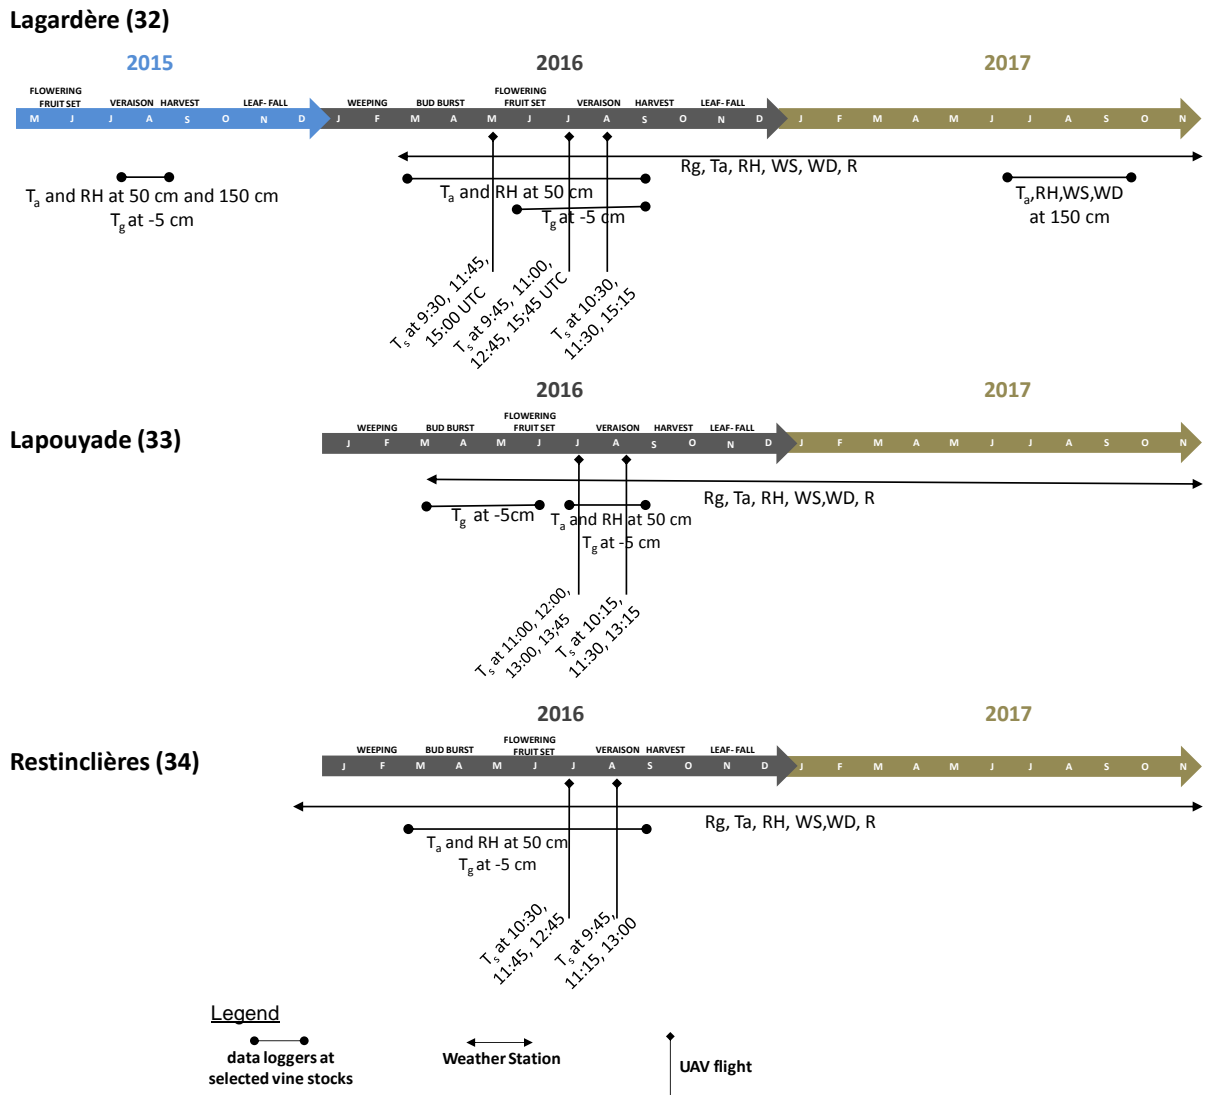 Lagardère (32)
2015 2016 2017
FLOWERING
FRUIT SET VERAISON HARVEST LEAF- FALL WEEPING BUD BURST FLOWERING
FRUIT SET VERAISON HARVEST LEAF- FALL
M J J A S O N D J F M A M J J A S O N D J F M A M J J A S O N
Rg, Ta, RH, WS, WD, R
Ta and RH at 50 cm and 150 cm
Tg at -5 cm
Ta and RH at 50 cm
Tg at -5 cm
Ta,RH,WS,WD
at 150 cm
Ts at 9:30, 11:45,
15:00 UTC
Ts at 9:45, 11:00,
12:45, 15;45 UTC
Ts at 10:30,
11:30, 15:15
2016 2017
Lapouyade (33)
WEEPING BUD BURST FLOWERING
FRUIT SET VERAISON HARVEST LEAF- FALL
J F M A M J J A S O N D J F M A M J J A S O N
Rg, Ta, RH, WS,WD, R
Tg at -5cm
Ta and RH at 50 cm
Tg at -5 cm
Ts at 11:00, 12:00,
13:00, 13;45
Ts at 10:15,
11:30, 13:15
2016 2017
Restinclières (34)
WEEPING BUD BURST FLOWERING
FRUIT SET VERAISON HARVEST LEAF- FALL
J F M A M J J A S O N D J F M A M J J A S O N
Rg, Ta, RH, WS,WD, R
Ta and RH at 50 cm
Tg at -5 cm
Ts at 10:30,
11:45, 12:45
Ts at 9:45,
11:15, 13:00
Legend
data loggers at
selected vine stocks
Weather Station
UAV flight